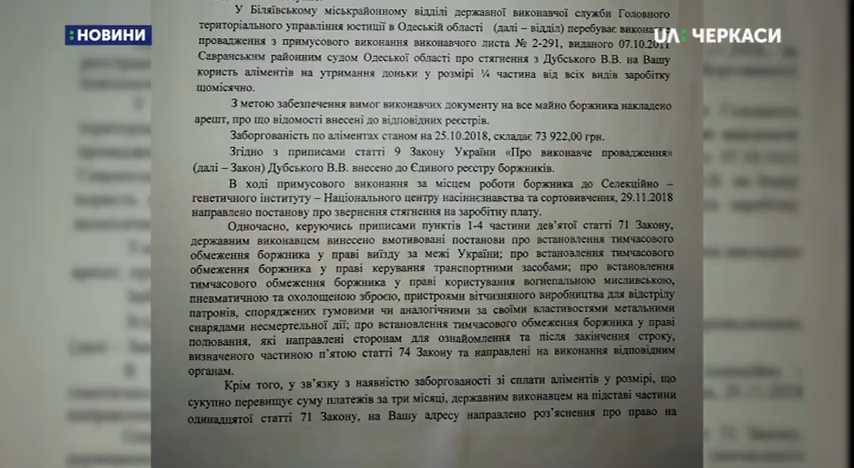 НОВИНИ
UA: ЧЕРКАСИ
У Біляївському міськрайонному відділі державної виконавчої служби Головного
територіального управління юстиції в Одеській області (далі – відділ) перебуває виконавче
провадження з примусового виконання виконавчого листа № 2-291, виданого 07.10.2011
Савранським районним судом Одеської області про стягнення з Дубського В.В. на Вашу
користь аліментів на утримання доньки у розмірі ¼ частина від всіх видів заробітку
щомісячно.
З метою забезпечення вимог виконавчих документу на все майно боржника накладено
арешт, про що відомості внесені до відповідних реєстрів.
Заборгованість по аліментах станом на 25.10.2018, складає 73 922,00 грн.
Згідно з приписами статті 9 Закону України «Про виконавче провадження»
(далі – Закон) Дубського В.В. внесено до Єдиного реєстру боржників.
В ході примусового виконання за місцем роботи боржника до Селекційно –
генетичного інституту – Національного центру насіннєзнавства та сортовивчення, 29.11.2018
направлено постанову про звернення стягнення на заробітну плату.
Одночасно, керуючись приписами пунктів 1-4 частини дев’ятої статті 71 Закону,
державним виконавцем винесено вмотивовані постанови про встановлення тимчасового
обмеження боржника у праві виїзду за межі України; про встановлення тимчасового
обмеження боржника у праві керування транспортними засобами; про встановлення
тимчасового обмеження боржника у праві користування вогнепальною мисливською,
пневматичною та охолощеною зброєю, пристроями вітчизняного виробництва для відстрілу
патронів, споряджених гумовими чи аналогічними за своїми властивостями метальними
снарядами несмертельної дії; про встановлення тимчасового обмеження боржника у праві
полювання, які направлені сторонам для ознайомлення та після закінчення строку,
визначеного частиною п’ятою статті 74 Закону та направлені на виконання відповідним
органам.
Крім того, у зв’язку з наявністю заборгованості зі сплати аліментів у розмірі, що
сукупно перевищує суму платежів за три місяці, державним виконавцем на підставі частини
одинадцятої статті 71 Закону, на Вашу адресу направлено роз’яснення про право на